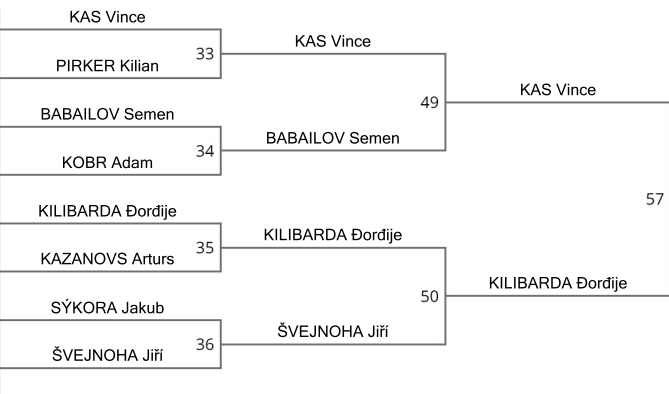 KAS Vince
33
PIRKER Kilian
KAS Vince
BABAILOV Semen
34
KOBR Adam
BABAILOV Semen
49
KAS Vince
KILIBARDA Đorđije
35
KAZANOVS Arturs
KILIBARDA Đorđije
SÝKORA Jakub
36
ŠVEJNOHA Jiří
ŠVEJNOHA Jiří
50
KILIBARDA Đorđije
57